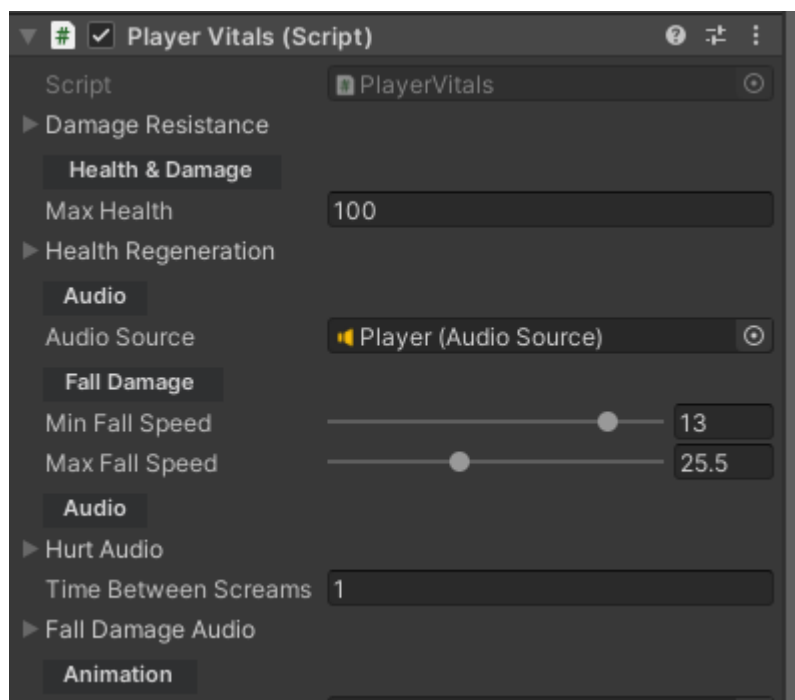 Player Vitals (Script)
Script PlayerVitals
Damage Resistance
Health & Damage
Max Health 100
Health Regeneration
Audio
Audio Source Player (Audio Source)
Fall Damage
Min Fall Speed 13
Max Fall Speed 25.5
Audio
Hurt Audio
Time Between Screams 1
Fall Damage Audio
Animation